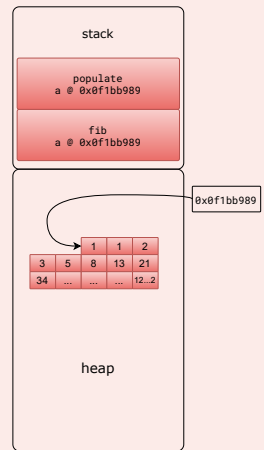 stack
populate
a @ 0x0f1bb989
fib
a @ 0x0f1bb989
0x0f1bb989
1 1 2
3 5 8 13 21
34 ... ... ... 12...2
heap